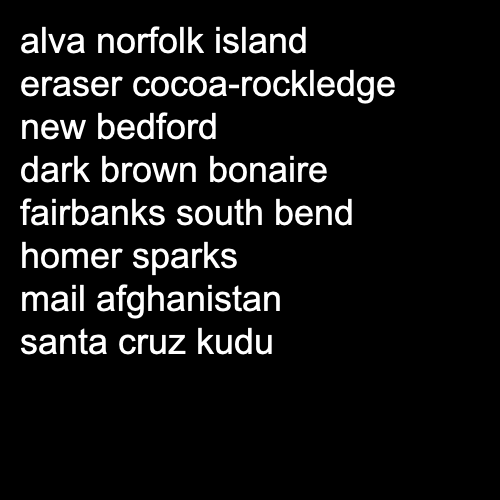 alva norfolk island
eraser cocoa-rockledge
new bedford
dark brown bonaire
fairbanks south bend
homer sparks
mail afghanistan
santa cruz kudu